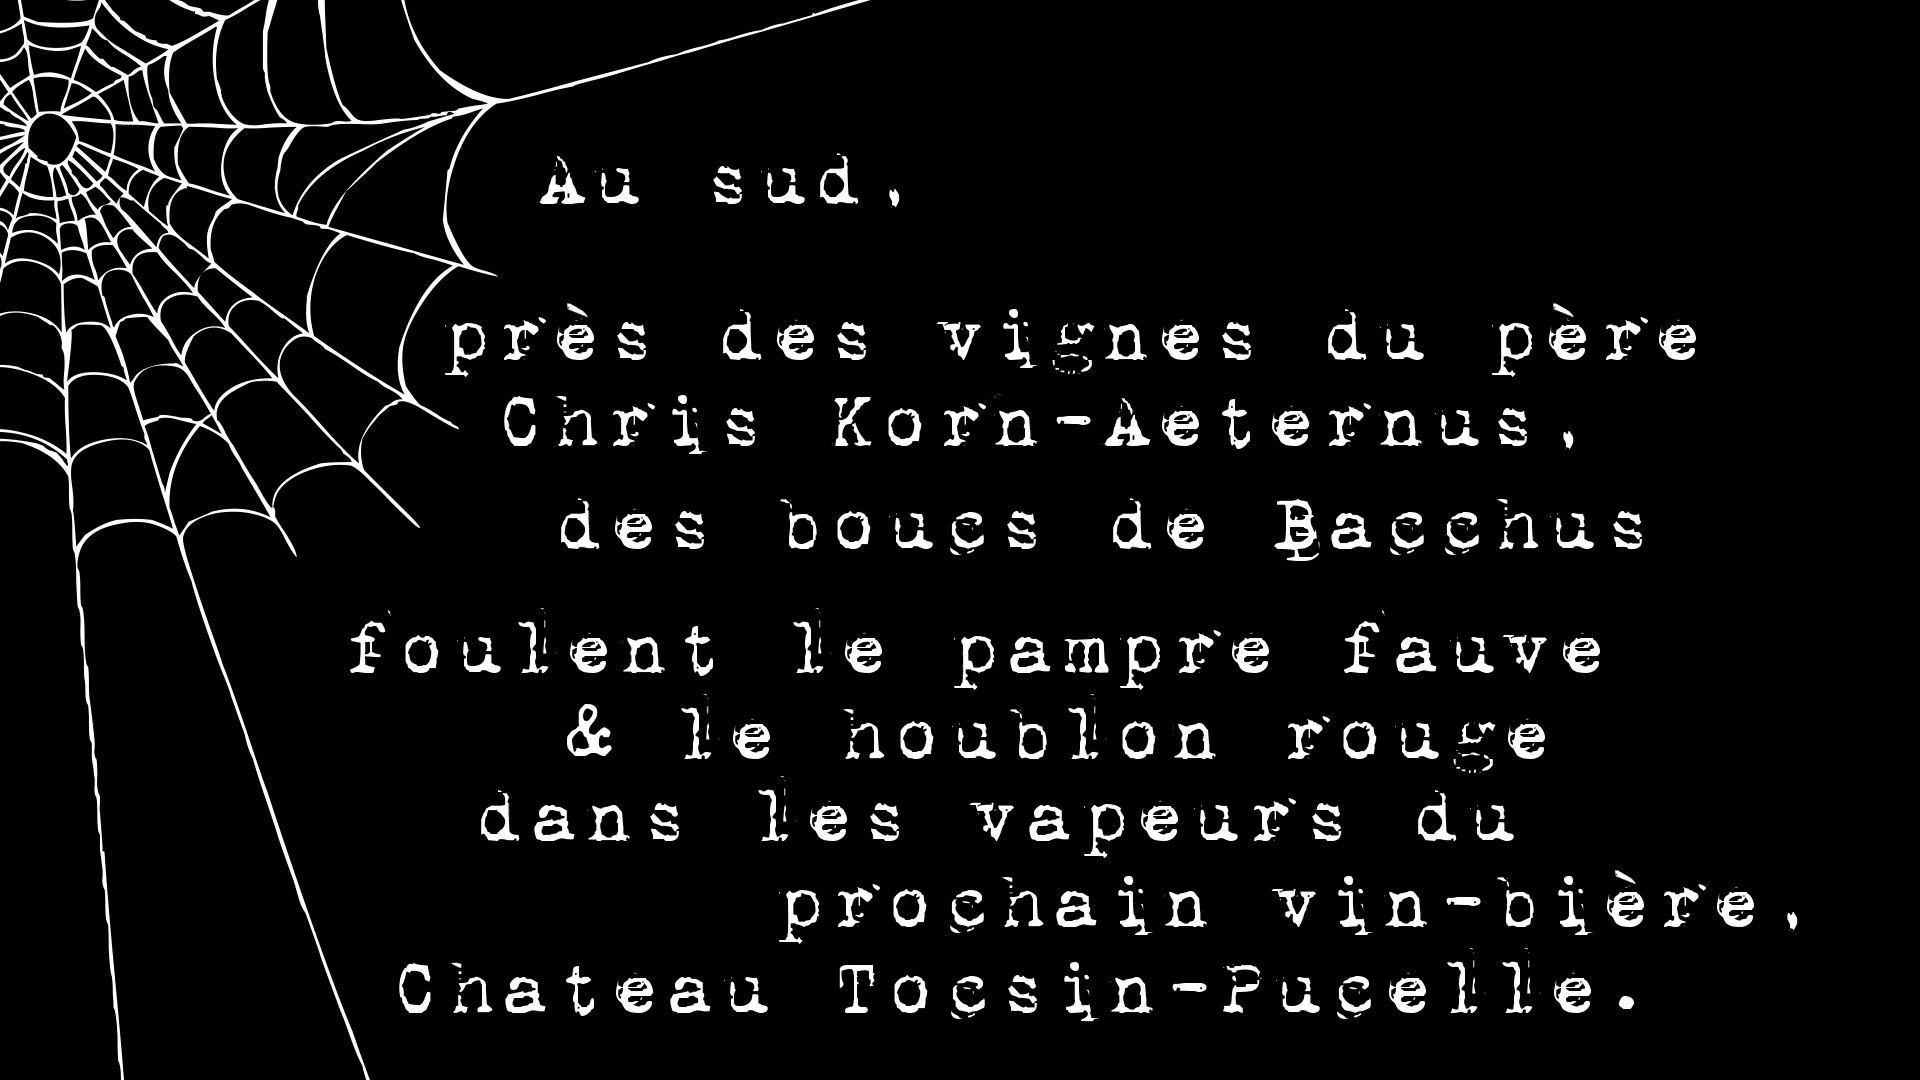 Au sud,
près des vignes du père
Chris Korn-Aeternus,
des boucs de Bacchus
foulent le pampre fauve
& le houblon rouge
dans les vapeurs du
prochain vin-bière,
Chateau Tocsin-Pucelle.